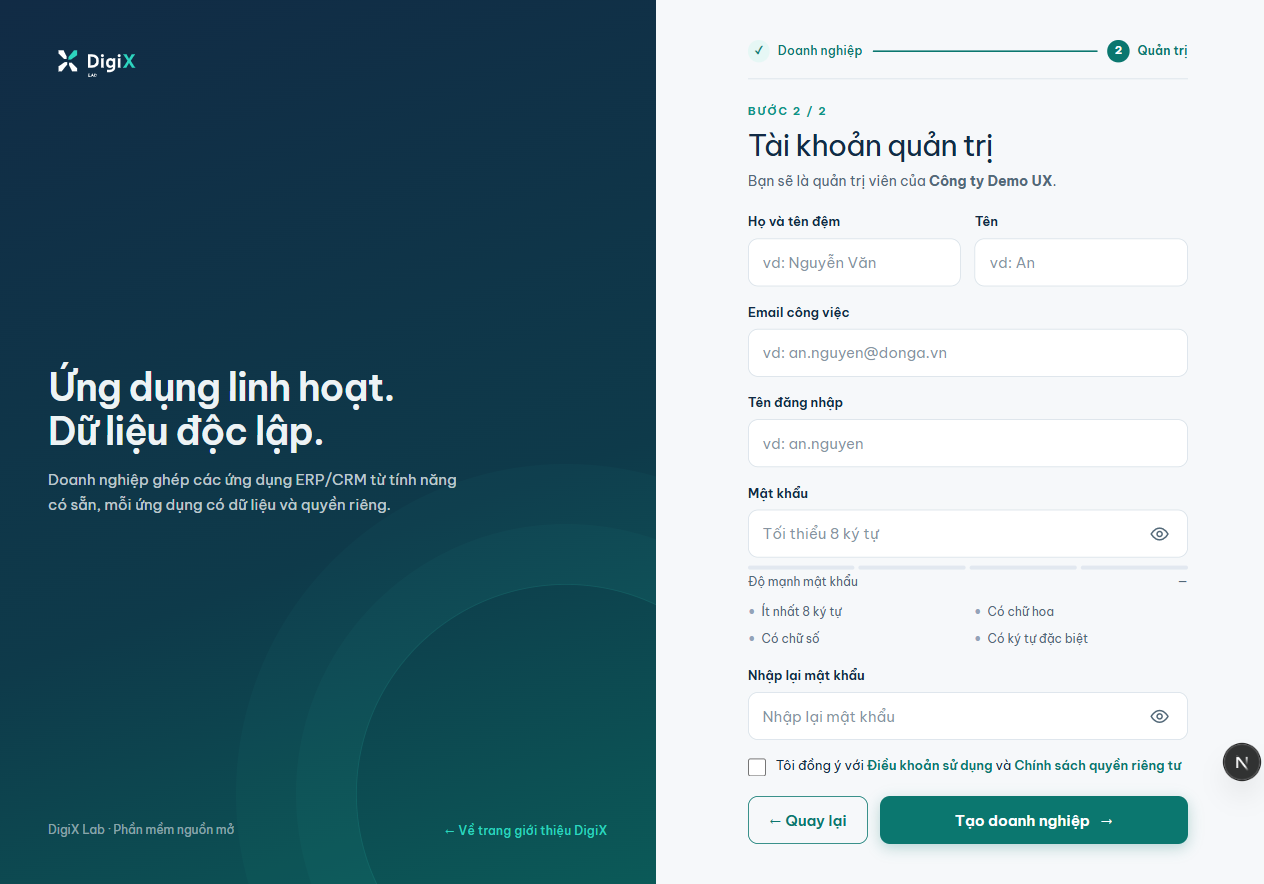 DigiX
LAB
Ứng dụng linh hoạt.
Dữ liệu độc lập.
Doanh nghiệp ghép các ứng dụng ERP/CRM từ tính năng
có sẵn, mỗi ứng dụng có dữ liệu và quyền riêng.
DigiX Lab · Phần mềm nguồn mở
← Về trang giới thiệu DigiX
✓ Doanh nghiệp
2 Quản trị
BƯỚC 2 / 2
Tài khoản quản trị
Bạn sẽ là quản trị viên của Công ty Demo UX.
Họ và tên đệm
Tên
vd: Nguyễn Văn
vd: An
Email công việc
vd: an.nguyen@donga.vn
Tên đăng nhập
vd: an.nguyen
Mật khẩu
Tối thiểu 8 ký tự
Độ mạnh mật khẩu –
• Ít nhất 8 ký tự
• Có chữ hoa
• Có chữ số
• Có ký tự đặc biệt
Nhập lại mật khẩu
Nhập lại mật khẩu
Tôi đồng ý với Điều khoản sử dụng và Chính sách quyền riêng tư
← Quay lại
Tạo doanh nghiệp →
N